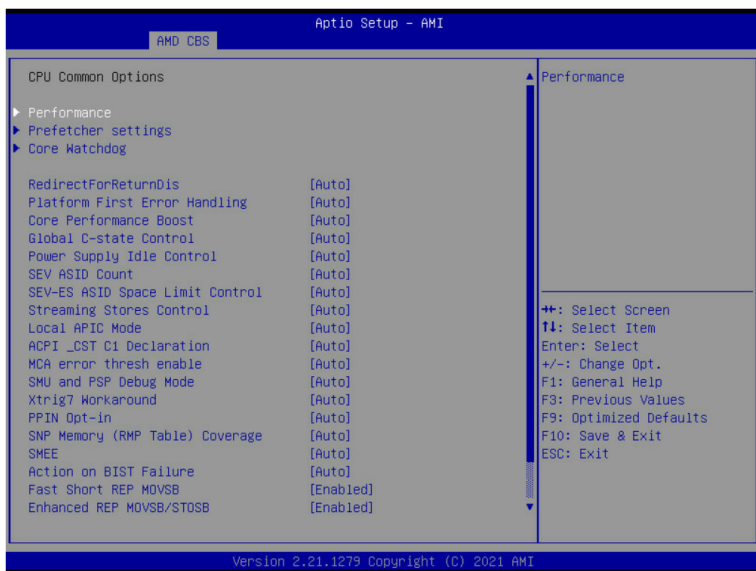 Aptio Setup – AMI
AMD CBS
CPU Common Options
Performance
Prefetcher settings
Core Watchdog
RedirectForReturnDis [Auto]
Platform First Error Handling [Auto]
Core Performance Boost [Auto]
Global C-state Control [Auto]
Power Supply Idle Control [Auto]
SEV ASID Count [Auto]
SEV-ES ASID Space Limit Control [Auto]
Streaming Stores Control [Auto]
Local APIC Mode [Auto]
ACPI _CST C1 Declaration [Auto]
MCA error thresh enable [Auto]
SMU and PSP Debug Mode [Auto]
Xtrig7 Workaround [Auto]
PPIN Opt-in [Auto]
SNP Memory (RMP Table) Coverage [Auto]
SMEE [Auto]
Action on BIST Failure [Auto]
Fast Short REP MOVSB [Enabled]
Enhanced REP MOVSB/STOSB [Enabled]
Performance
→←: Select Screen
↑↓: Select Item
Enter: Select
+/-: Change Opt.
F1: General Help
F3: Previous Values
F9: Optimized Defaults
F10: Save & Exit
ESC: Exit
Version 2.21.1279 Copyright (C) 2021 AMI